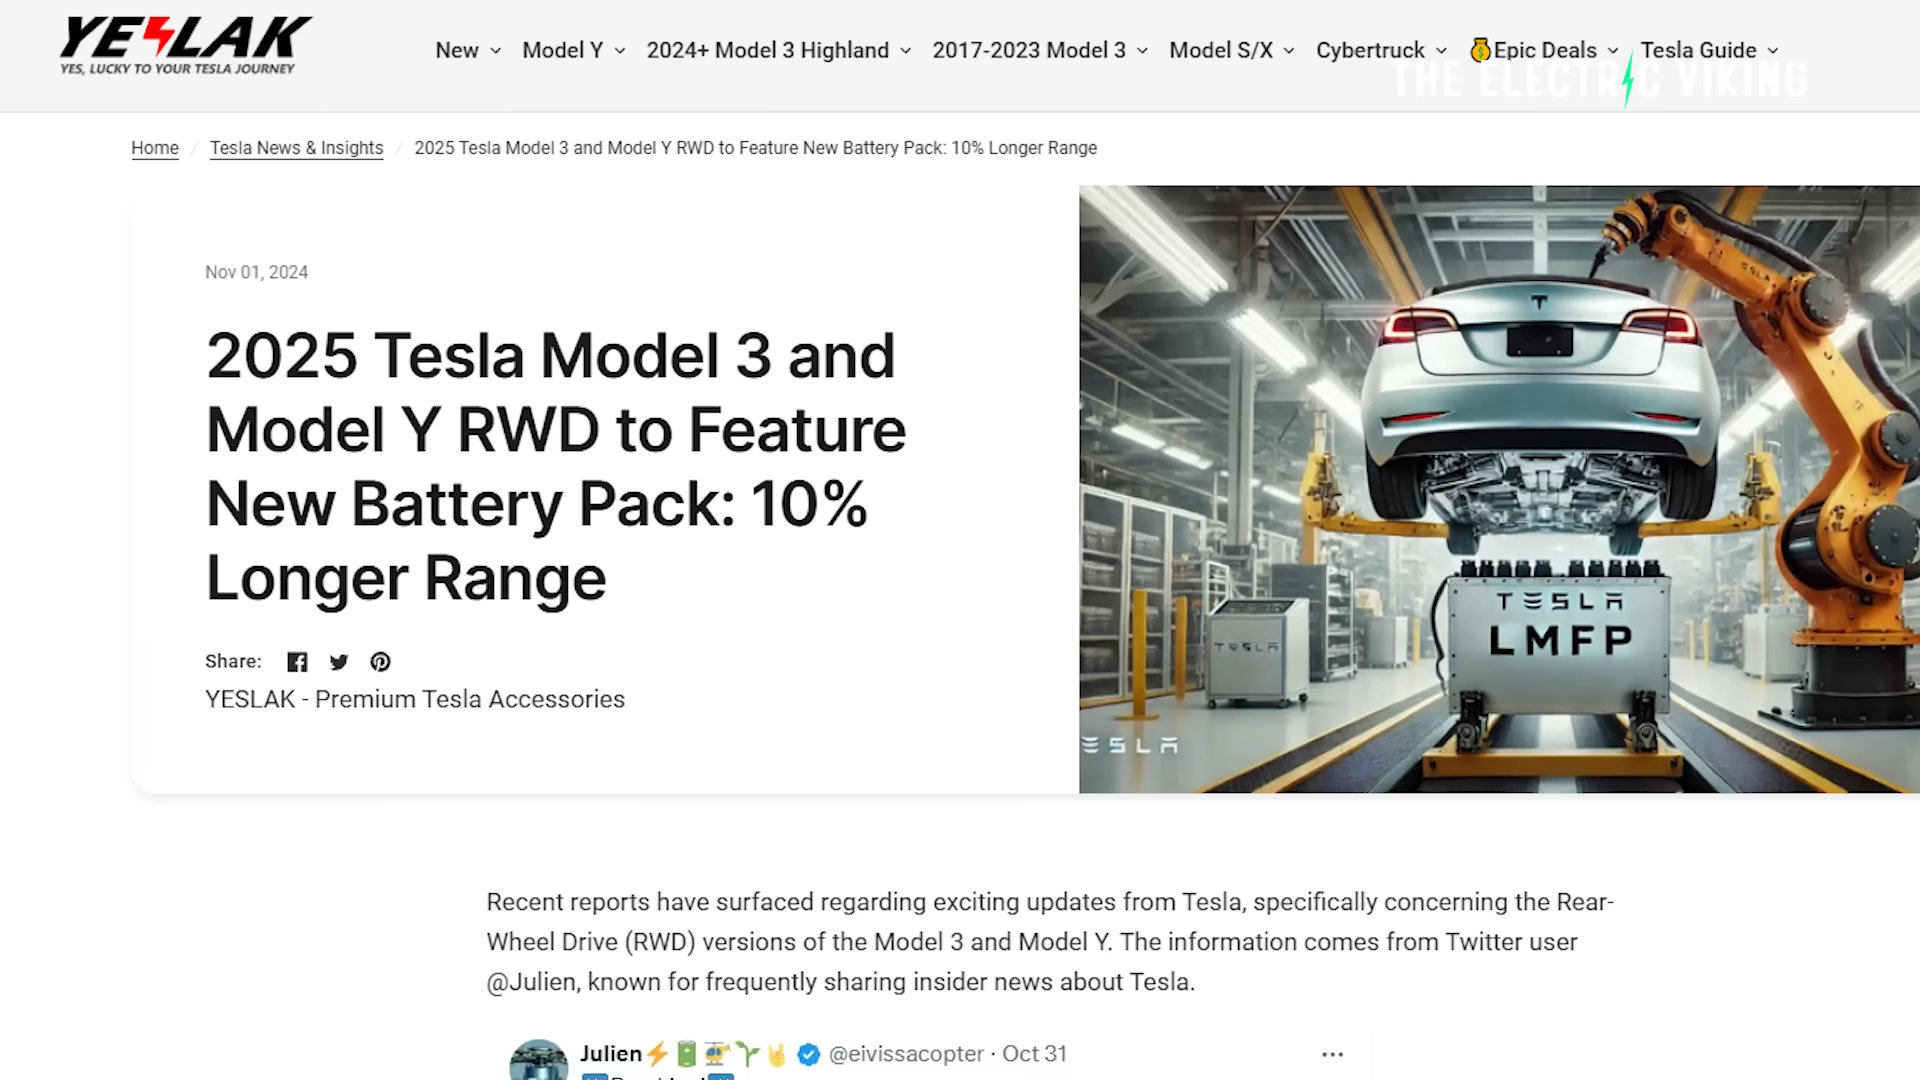 YESLAK
YES, LUCKY TO YOUR TESLA JOURNEY
New Model Y 2024+ Model 3 Highland 2017-2023 Model 3 Model S/X Cybertruck 💰Epic Deals Tesla Guide
THE ELECTRIC VIKING
Home / Tesla News & Insights / 2025 Tesla Model 3 and Model Y RWD to Feature New Battery Pack: 10% Longer Range
Nov 01, 2024
2025 Tesla Model 3 and
Model Y RWD to Feature
New Battery Pack: 10%
Longer Range
Share:
YESLAK - Premium Tesla Accessories
TESLA
LMFP
TESLA
ESLA
Recent reports have surfaced regarding exciting updates from Tesla, specifically concerning the Rear-
Wheel Drive (RWD) versions of the Model 3 and Model Y. The information comes from Twitter user
@Julien, known for frequently sharing insider news about Tesla.
Julien⚡🔋🚁🌱🤘 @eivissacopter · Oct 31